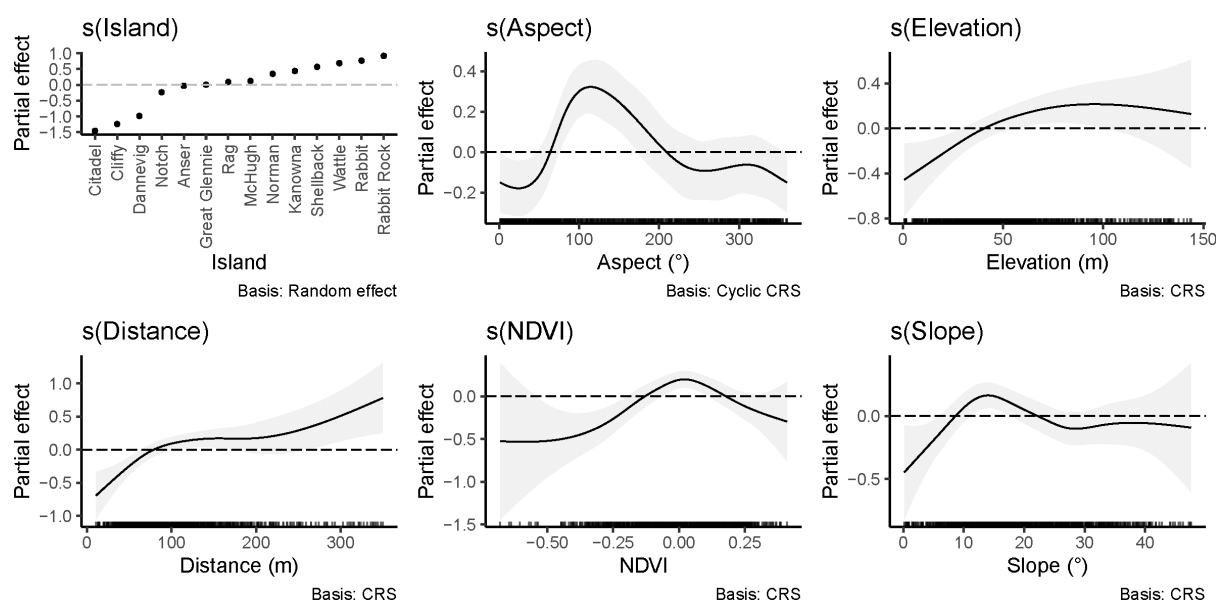 s(Island)
Partial effect
1.0
0.5
0.0
−0.5
−1.0
−1.5
Citadel
Cliffy
Dannevig
Notch
Anser
Great Glennie
Rag
McHugh
Norman
Kanowna
Shellback
Wattle
Rabbit
Rabbit Rock
Island
Basis: Random effect
s(Aspect)
Partial effect
0.4
0.2
0.0
−0.2
0 100 200 300
Aspect (°)
Basis: Cyclic CRS
s(Elevation)
Partial effect
0.4
0.0
−0.4
−0.8
0 50 100 150
Elevation (m)
Basis: CRS
s(Distance)
Partial effect
1.0
0.5
0.0
−0.5
−1.0
0 100 200 300
Distance (m)
Basis: CRS
s(NDVI)
Partial effect
0.0
−0.5
−1.0
−1.5
−0.50 −0.25 0.00 0.25
NDVI
Basis: CRS
s(Slope)
Partial effect
0.0
−0.5
0 10 20 30 40
Slope (°)
Basis: CRS